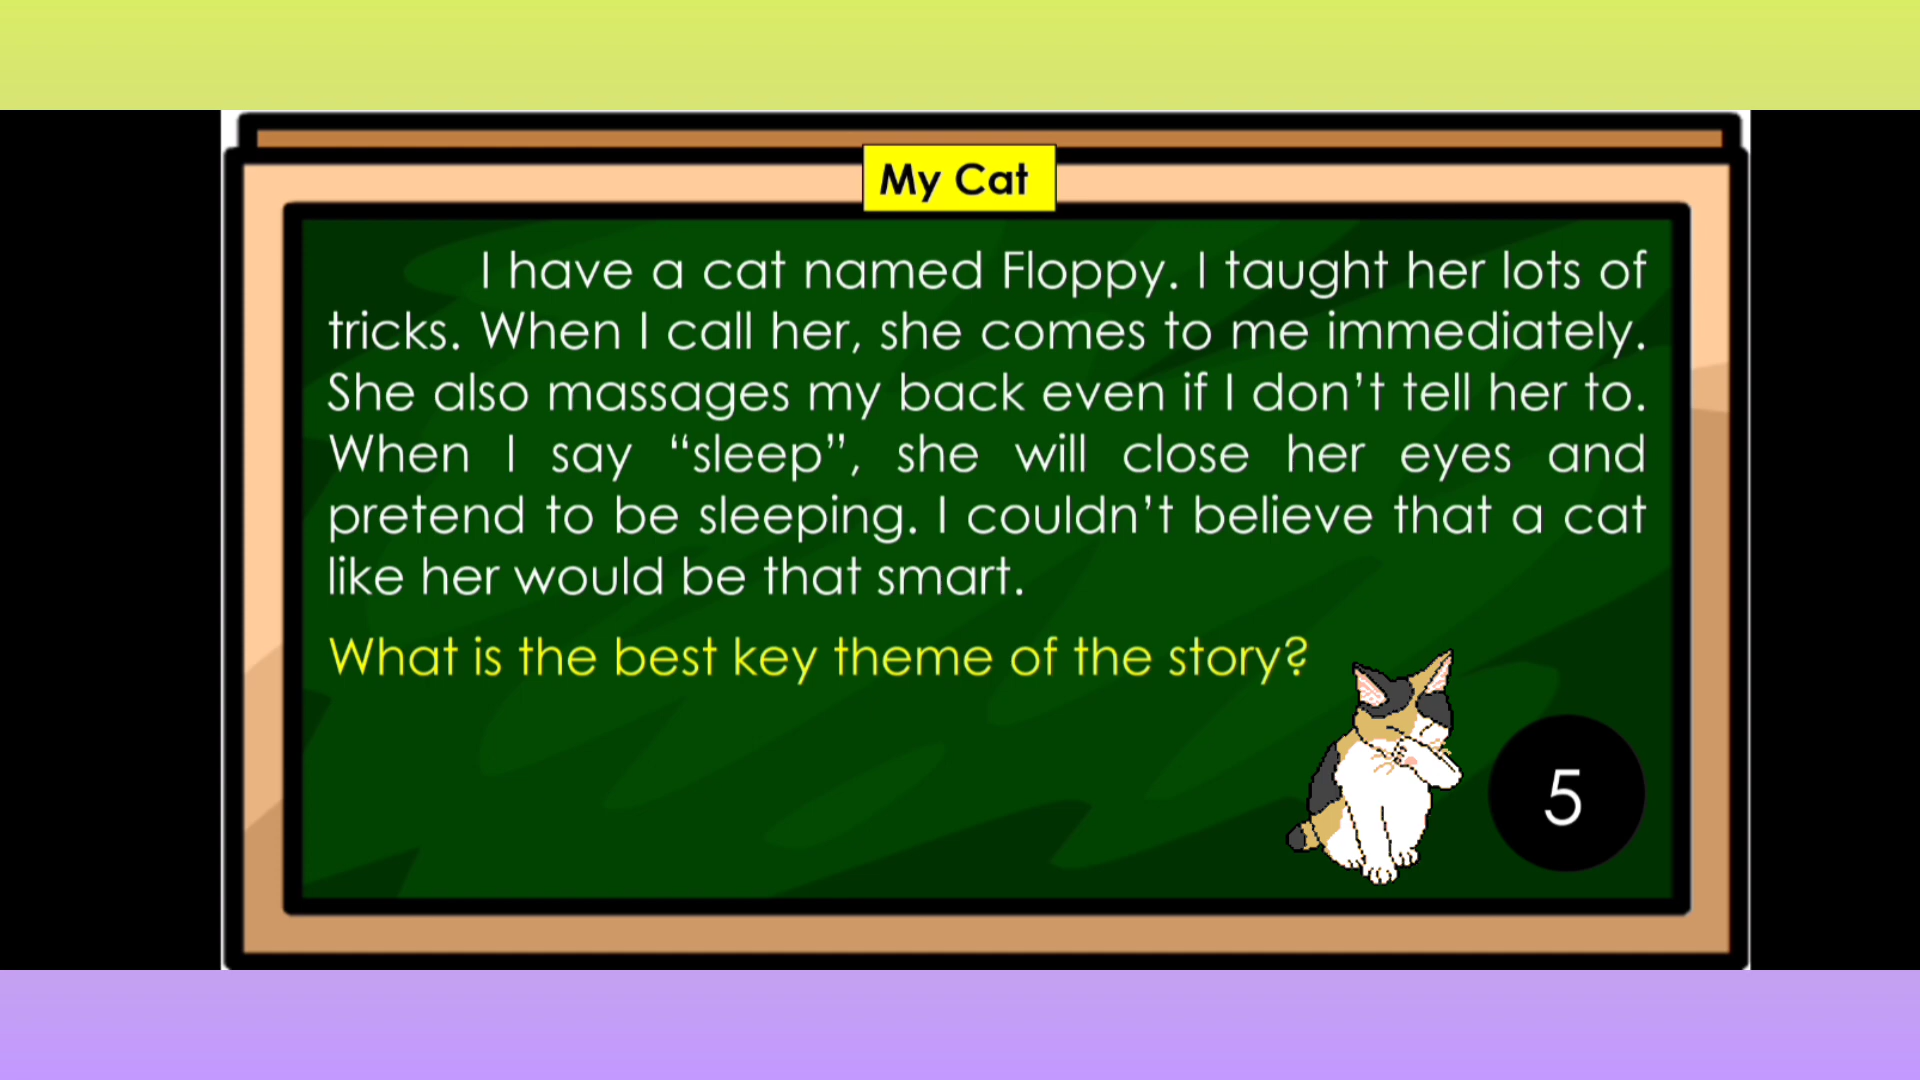 My Cat
I have a cat named Floppy. I taught her lots of
tricks. When I call her, she comes to me immediately.
She also massages my back even if I don’t tell her to.
When I say “sleep”, she will close her eyes and
pretend to be sleeping. I couldn’t believe that a cat
like her would be that smart.
What is the best key theme of the story?
5